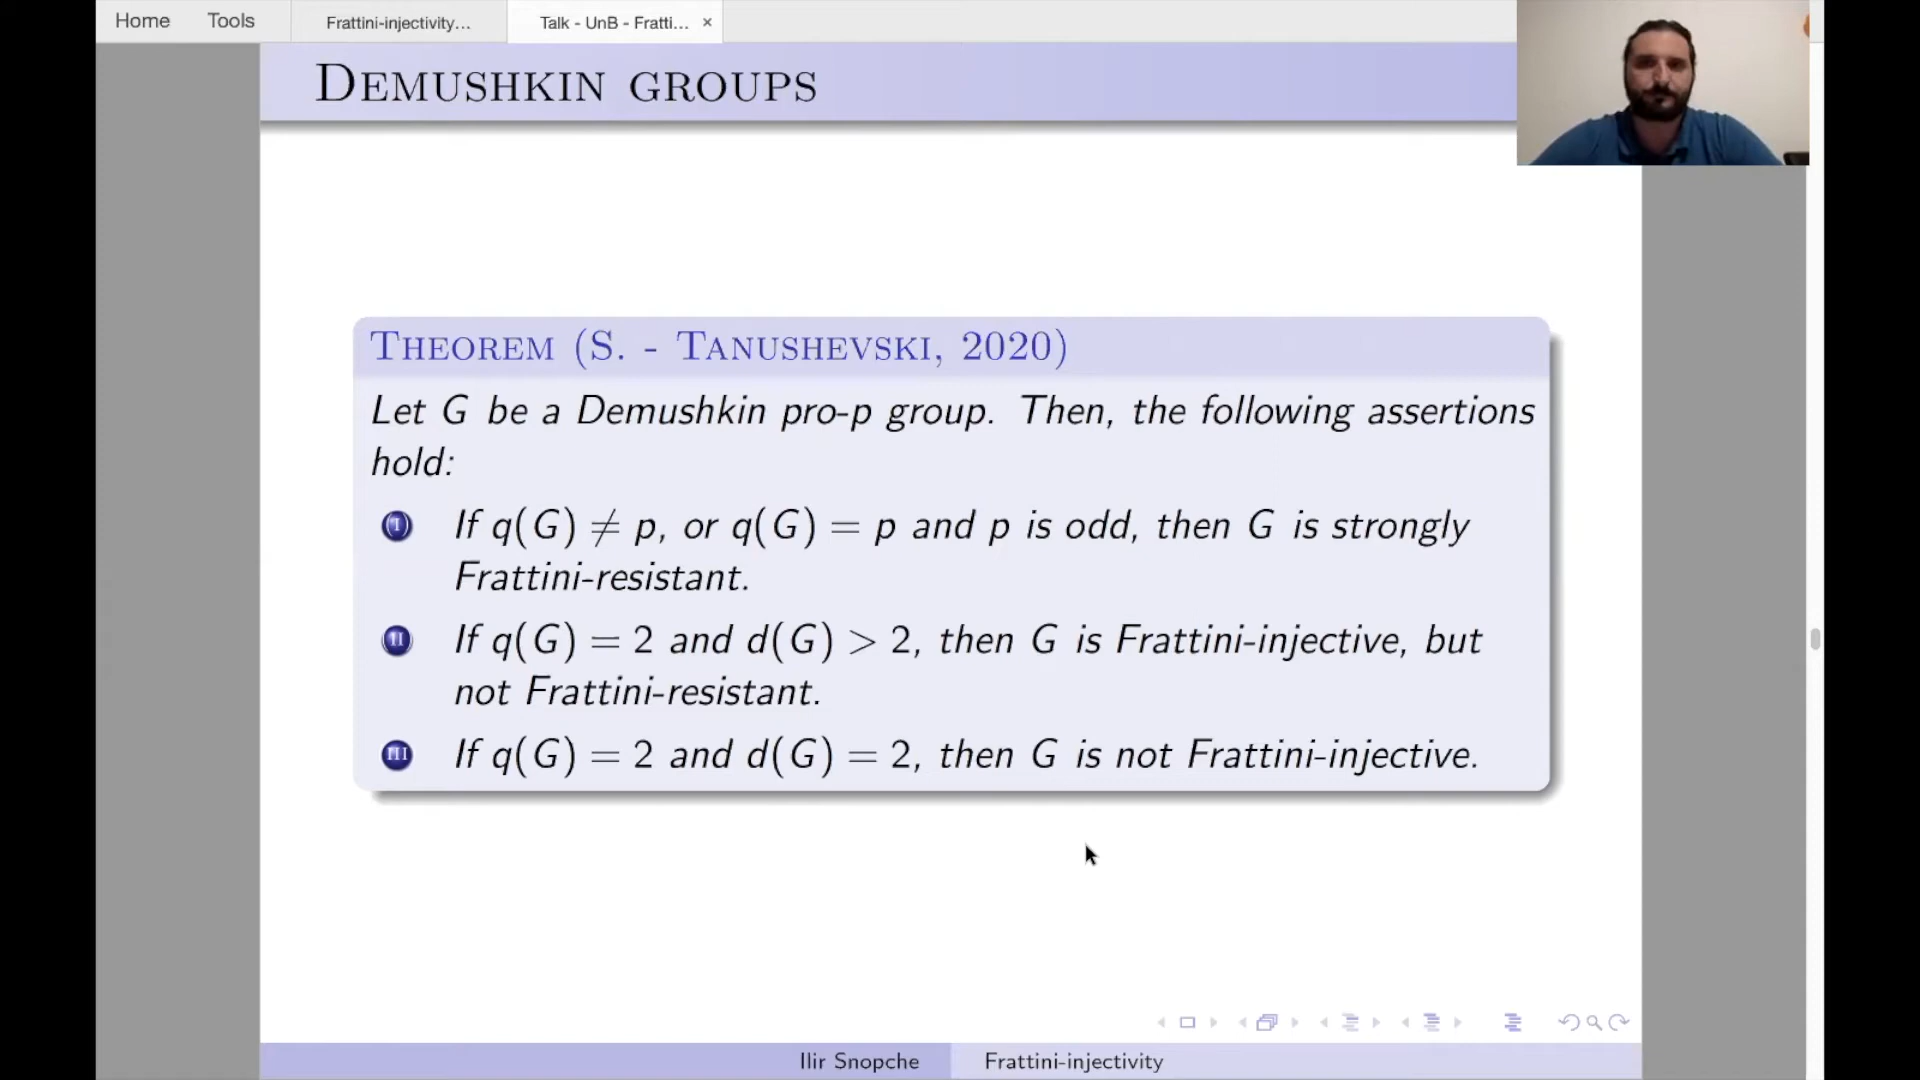 Home Tools Frattini-injectivity... Talk - UnB - Fratti... ×
DEMUSHKIN GROUPS
THEOREM (S. - TANUSHEVSKI, 2020)
Let G be a Demushkin pro-p group. Then, the following assertions
hold:
I If q(G) ≠ p, or q(G) = p and p is odd, then G is strongly
Frattini-resistant.
II If q(G) = 2 and d(G) > 2, then G is Frattini-injective, but
not Frattini-resistant.
III If q(G) = 2 and d(G) = 2, then G is not Frattini-injective.
Ilir Snopche Frattini-injectivity